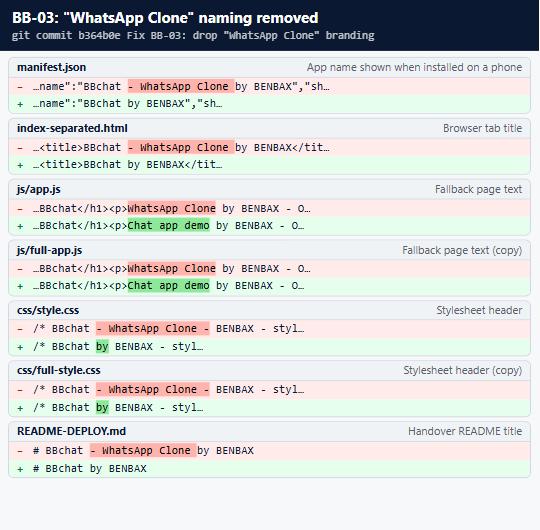 BB-03: "WhatsApp Clone" naming removed
git commit b364b0e Fix BB-03: drop "WhatsApp Clone" branding
manifest.json App name shown when installed on a phone
- …name":"BBchat - WhatsApp Clone by BENBAX","sh…
+ …name":"BBchat by BENBAX","sh…
index-separated.html Browser tab title
- …<title>BBchat - WhatsApp Clone by BENBAX</tit…
+ …<title>BBchat by BENBAX</tit…
js/app.js Fallback page text
- …BBchat</h1><p>WhatsApp Clone by BENBAX - O…
+ …BBchat</h1><p>Chat app demo by BENBAX - O…
js/full-app.js Fallback page text (copy)
- …BBchat</h1><p>WhatsApp Clone by BENBAX - O…
+ …BBchat</h1><p>Chat app demo by BENBAX - O…
css/style.css Stylesheet header
- /* BBchat - WhatsApp Clone - BENBAX - styl…
+ /* BBchat by BENBAX - styl…
css/full-style.css Stylesheet header (copy)
- /* BBchat - WhatsApp Clone - BENBAX - styl…
+ /* BBchat by BENBAX - styl…
README-DEPLOY.md Handover README title
- # BBchat - WhatsApp Clone by BENBAX
+ # BBchat by BENBAX